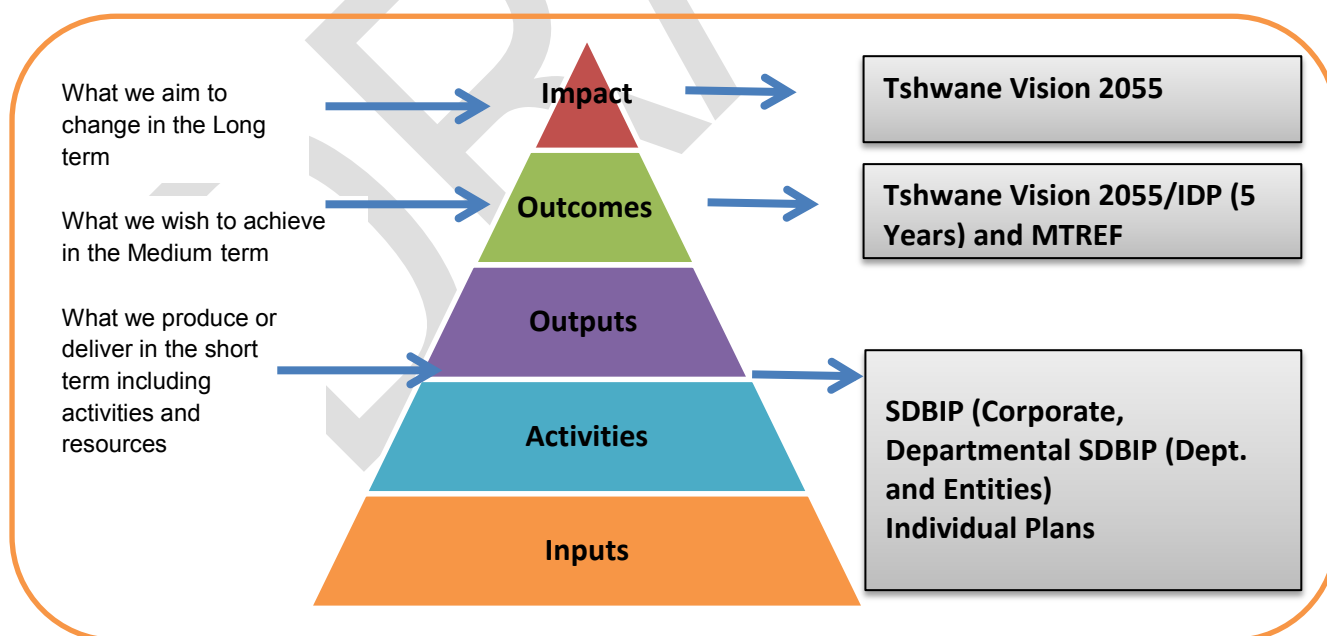 What we aim to
change in the Long
term
Impact
Tshwane Vision 2055
What we wish to achieve
in the Medium term
Outcomes
Tshwane Vision 2055/IDP (5
Years) and MTREF
What we produce or
deliver in the short
term including
activities and
resources
Outputs
Activities
Inputs
SDBIP (Corporate,
Departmental SDBIP (Dept.
and Entities)
Individual Plans